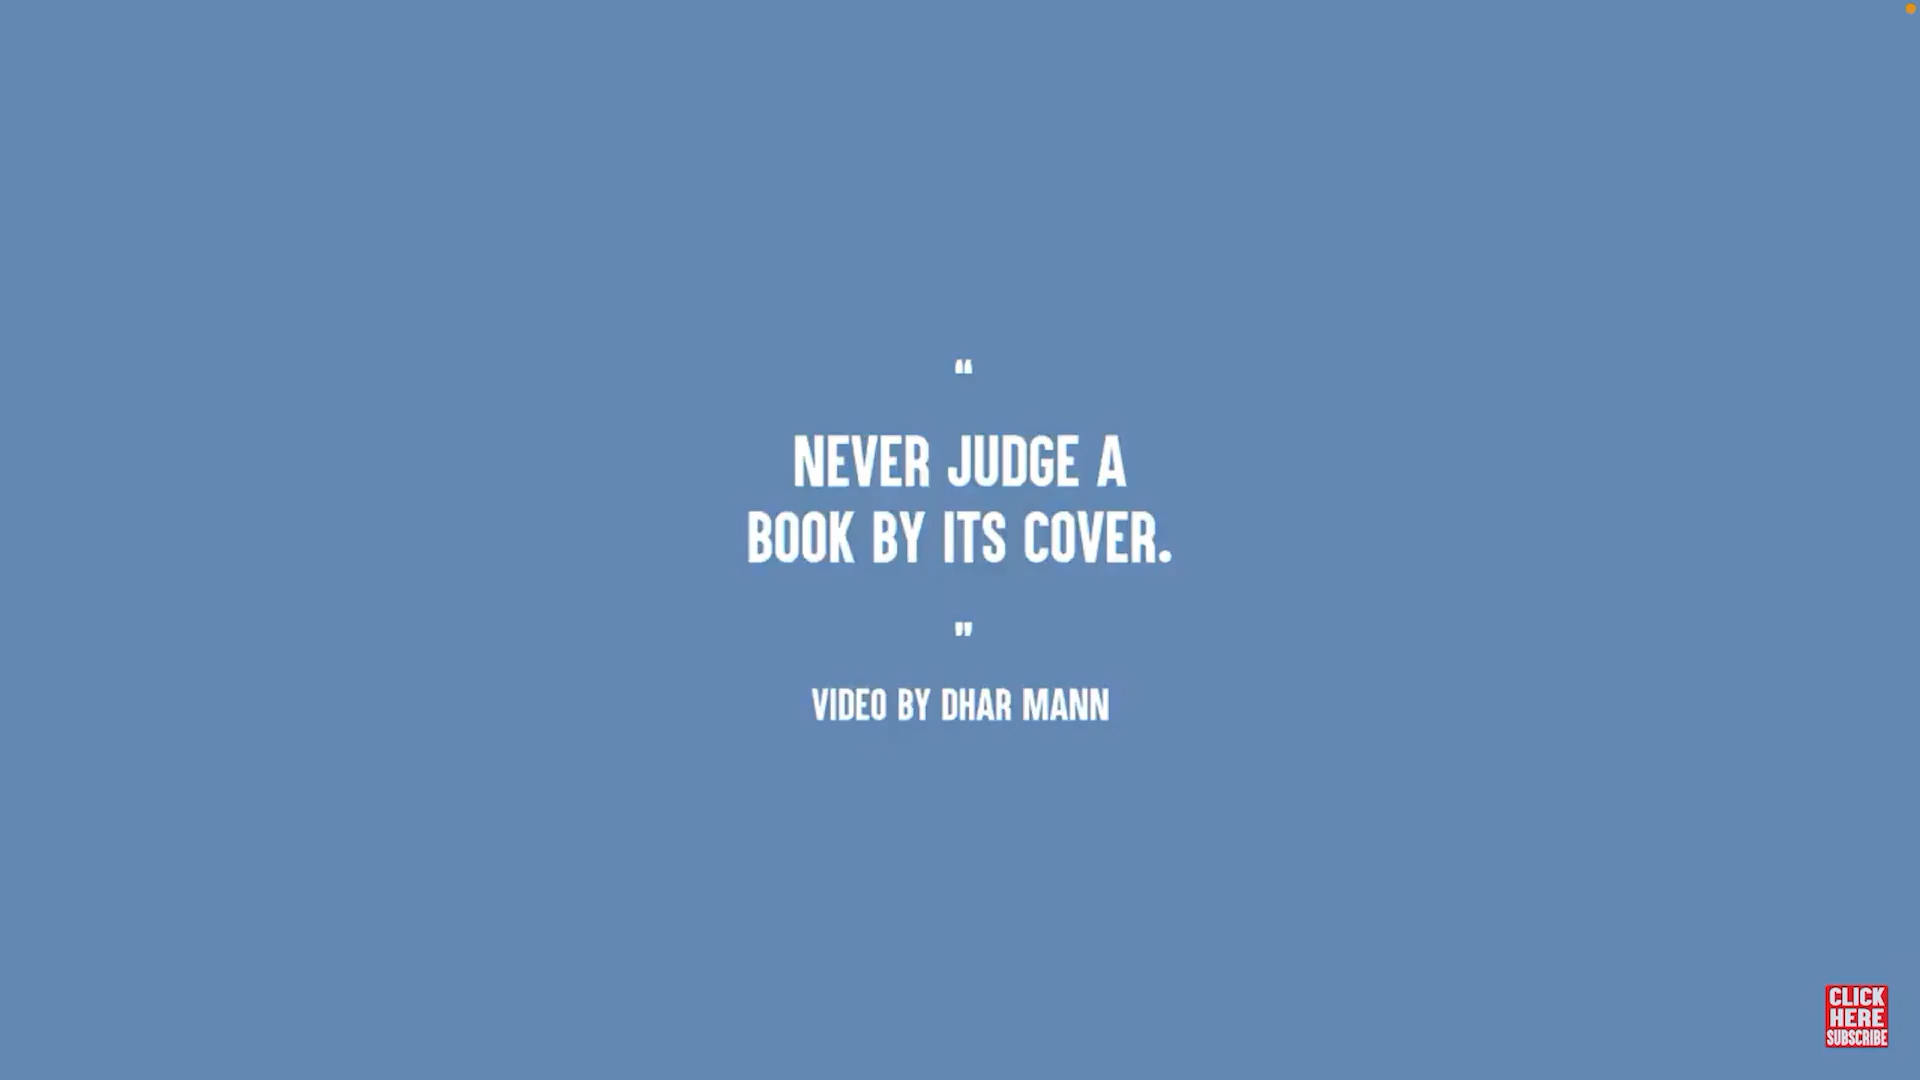 “
NEVER JUDGE A
BOOK BY ITS COVER.
”
VIDEO BY DHAR MANN
CLICK
HERE
SUBSCRIBE